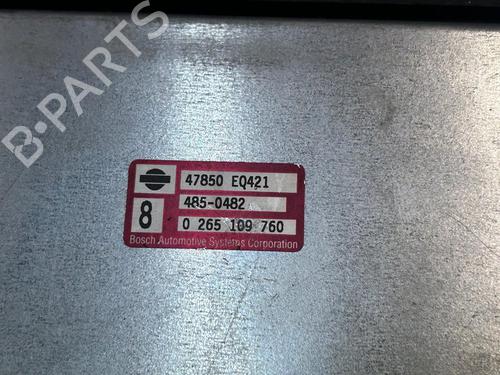 B-PARTS
47850 EQ421
8
485-0482
0 265 109 760
Bosch Automotive Systems Corporation